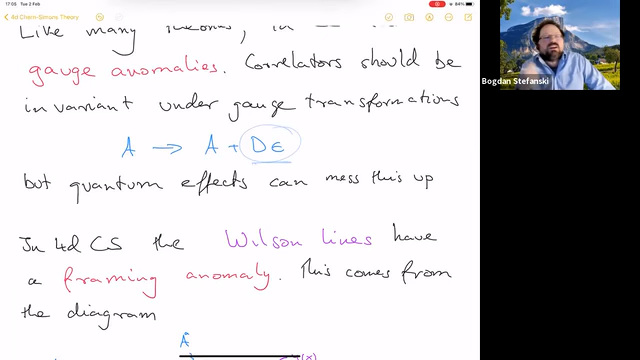 17:05 Tue 2 Feb
84%
4d Chern-Simons Theory
Like many theories, in
gauge anomalies. Correlators should be
invariant under gauge transformations
A → A + Dϵ
but quantum effects can mess this up
In 4d CS the Wilson lines have
a framing anomaly. This comes from
the diagram
Bogdan Stefanski